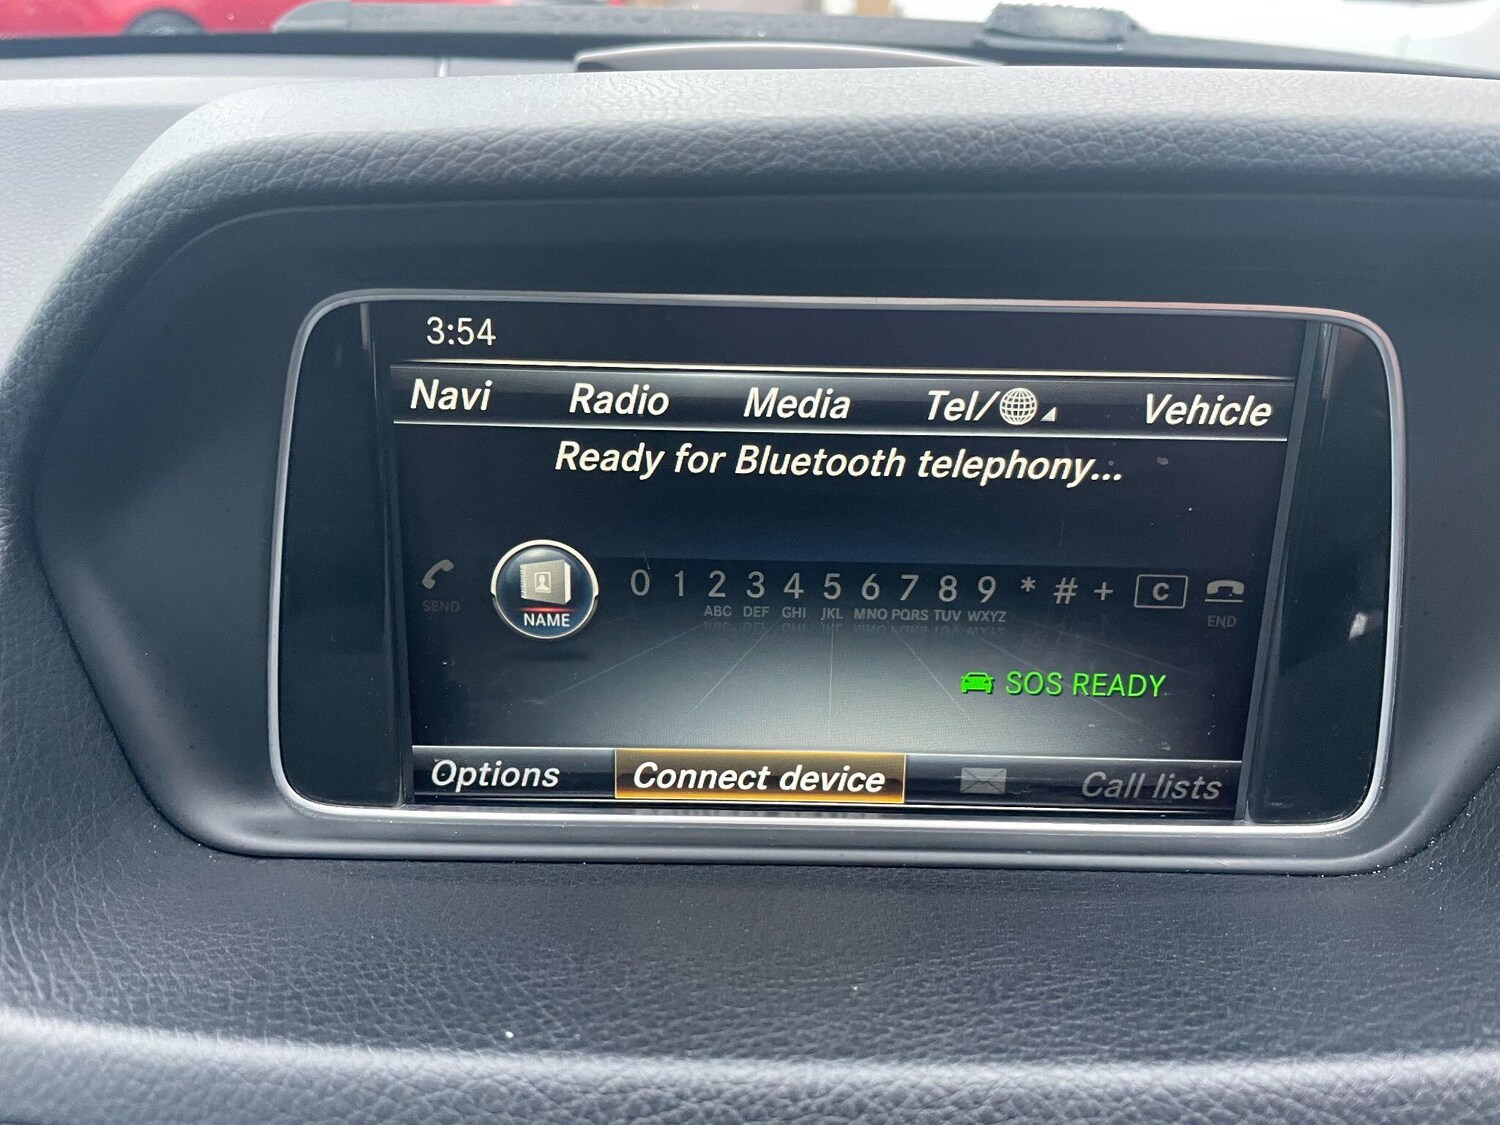 3:54
Navi Radio Media Tel/ Vehicle
Ready for Bluetooth telephony...
0 1 2 3 4 5 6 7 8 9 * # + C
SEND NAME ABC DEF GHI JKL MNO PQRS TUV WXYZ END
SOS READY
Options Connect device Call lists